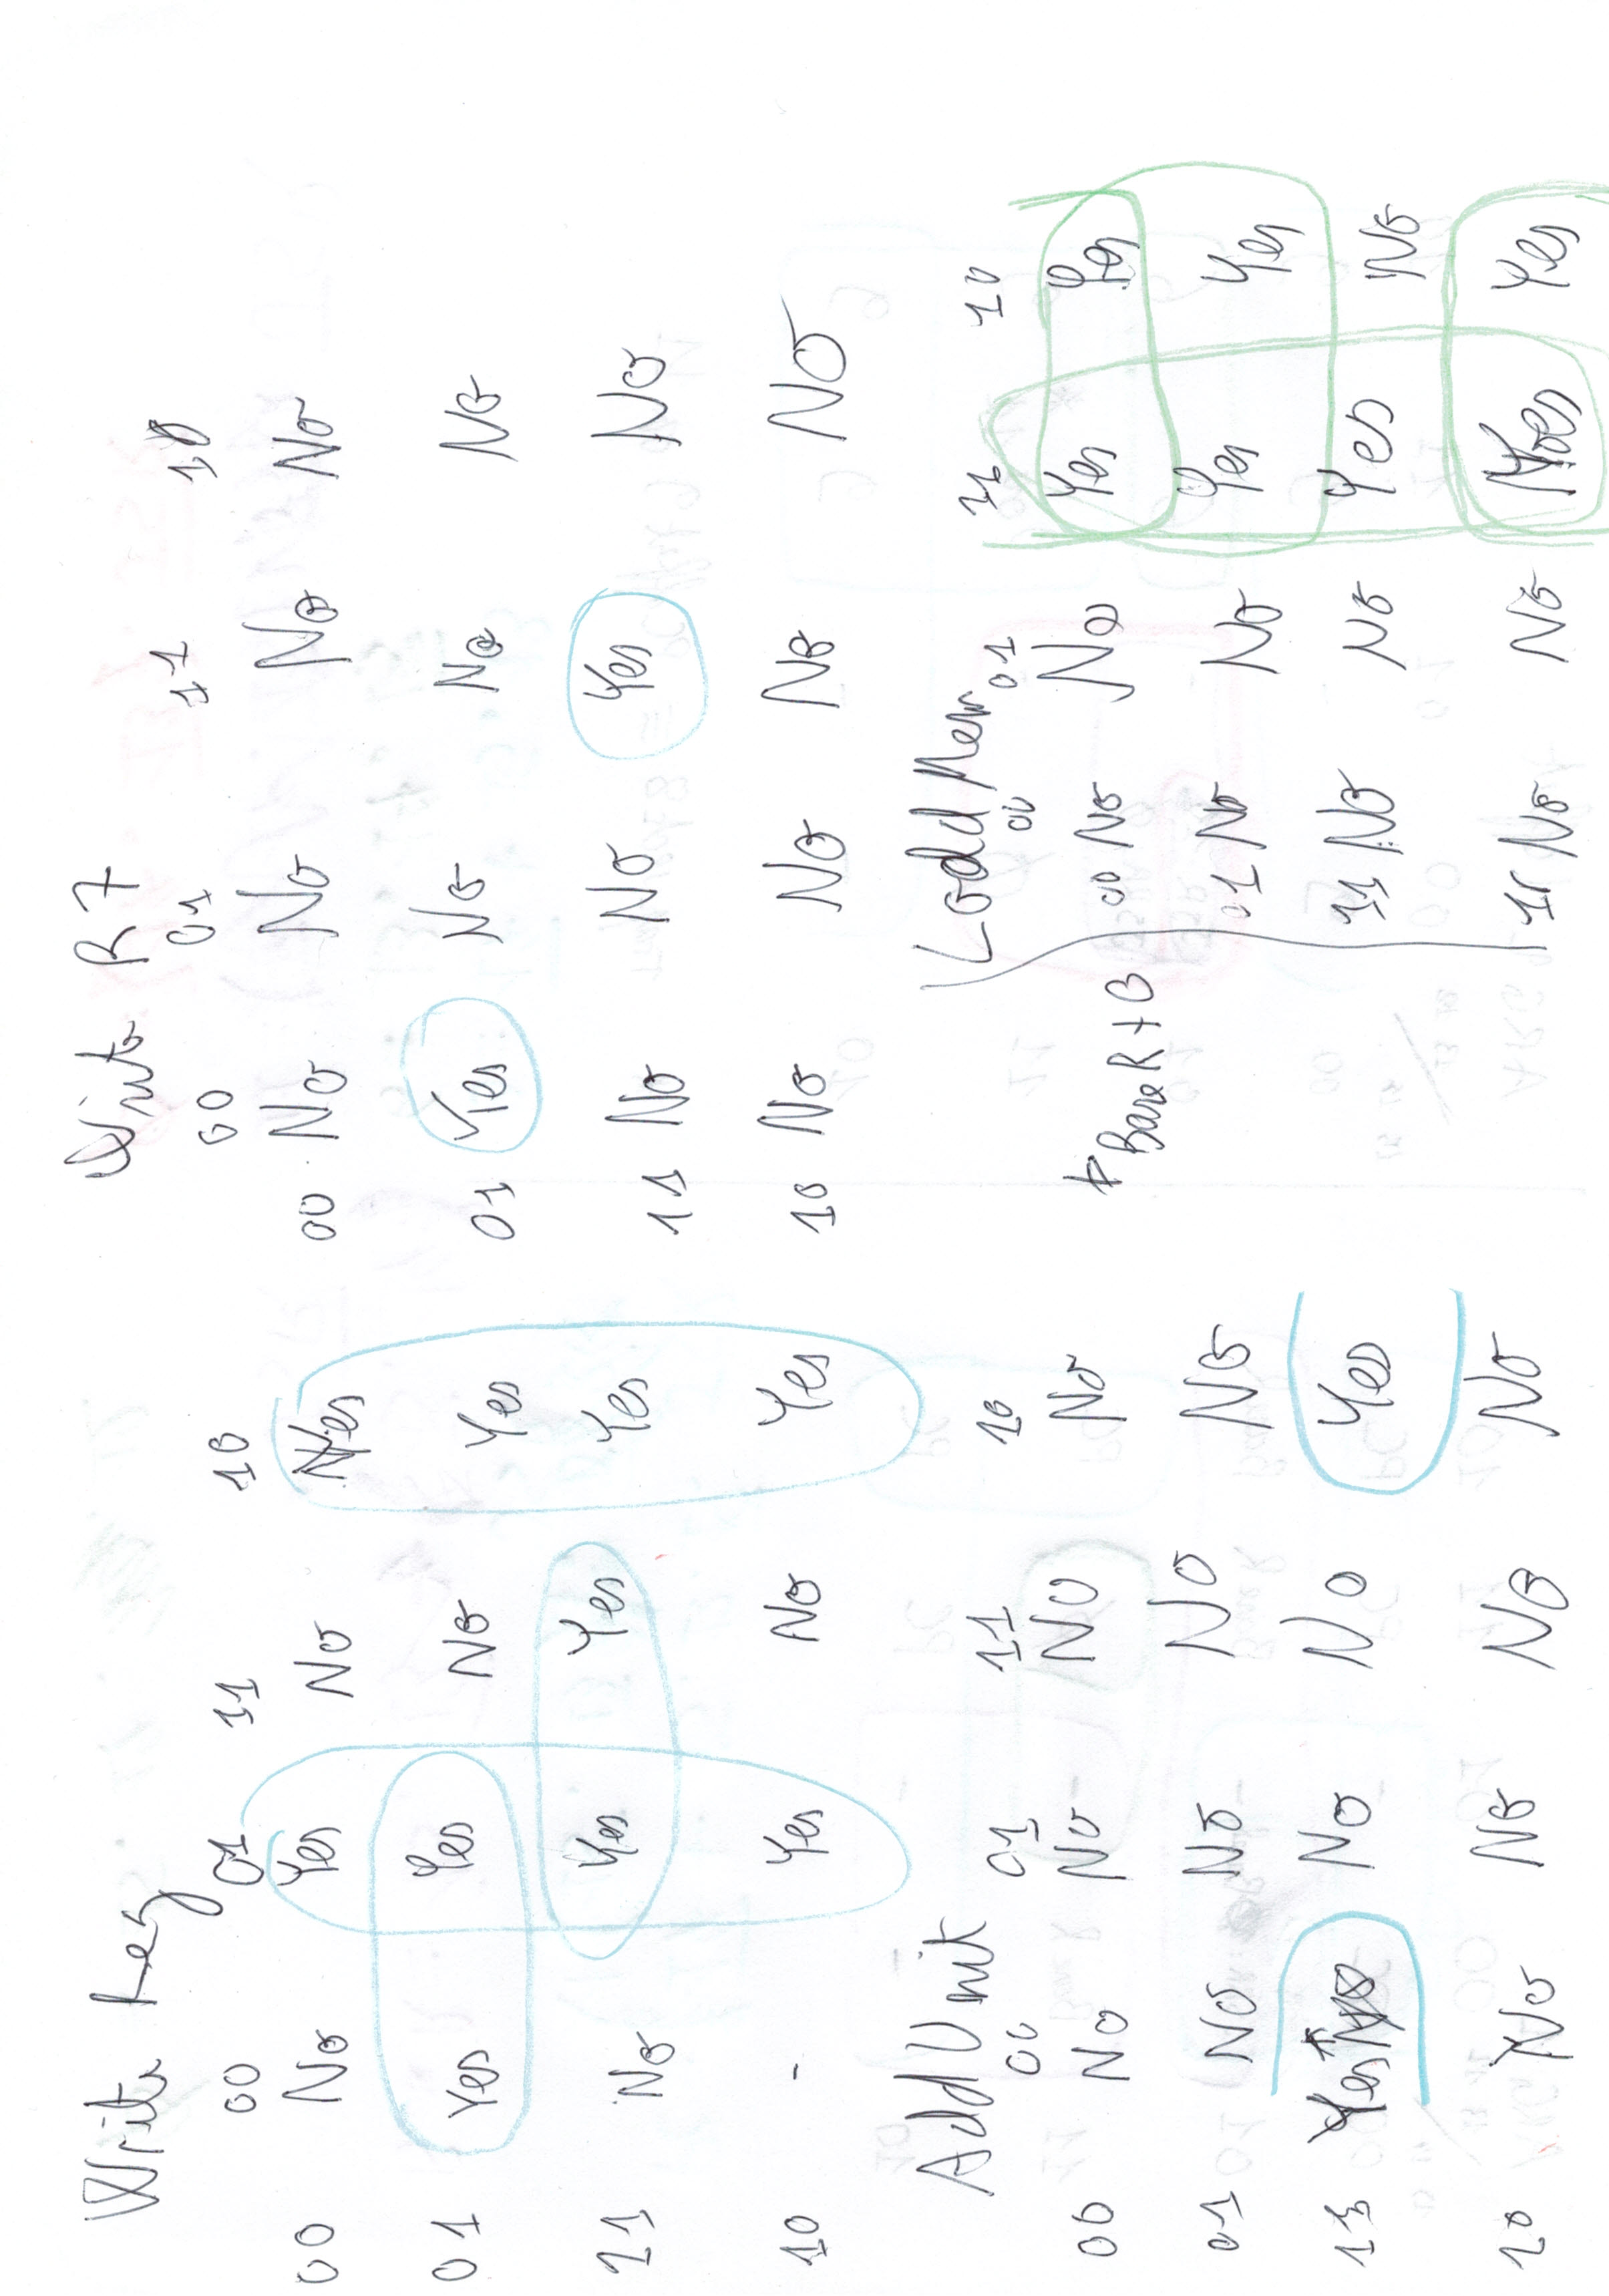 Write Reg
00 01 11 10
00 No Yes No Yes
01 Yes Yes No Yes
11 No Yes Yes Yes
10 - Yes No Yes
Write R7
00 01 11 10
00 No No No No
01 Yes No No No
11 No No Yes No
10 No No No No
Add Unit
00 01 11 10
00 No No No No
01 No No No No
11 Yes No No Yes
10 No No No No
* BaseR + 0
Load Mem
00 01 11 10
00 No No Yes Yes
01 No No Yes Yes
11 No No Yes No
10 No No Yes Yes